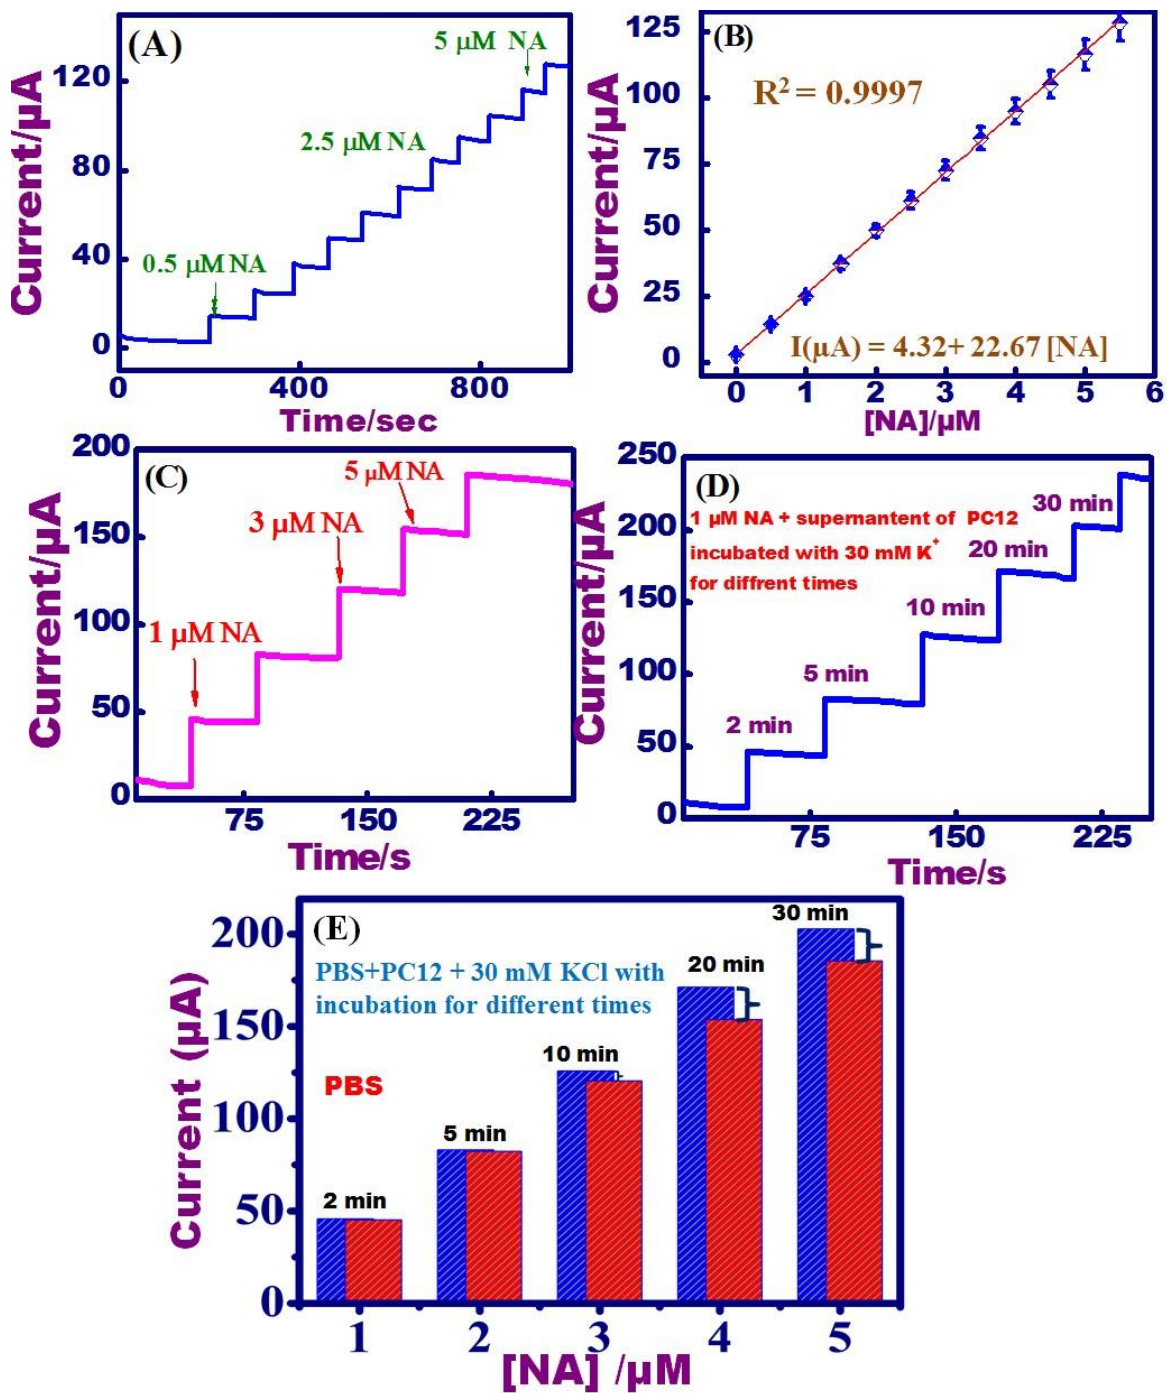 (A)
5 µM NA
2.5 µM NA
0.5 µM NA
120
80
40
0
0 400 800
Current/µA
Time/sec
(B)
R² = 0.9997
I(µA) = 4.32+ 22.67 [NA]
125
100
75
50
25
0
0 1 2 3 4 5 6
Current/µA
[NA]/µM
(C)
5 µM NA
3 µM NA
1 µM NA
200
150
100
50
0
75 150 225
Current/µA
Time/s
(D)
1 µM NA + supernantent of PC12
incubated with 30 mM K⁺
for diffrent times
30 min
20 min
10 min
5 min
2 min
250
200
150
100
50
0
75 150 225
Current/µA
Time/s
(E)
PBS+PC12 + 30 mM KCl with
incubation for different times
PBS
30 min
20 min
10 min
5 min
2 min
200
150
100
50
0
1 2 3 4 5
Current (µA)
[NA] /µM